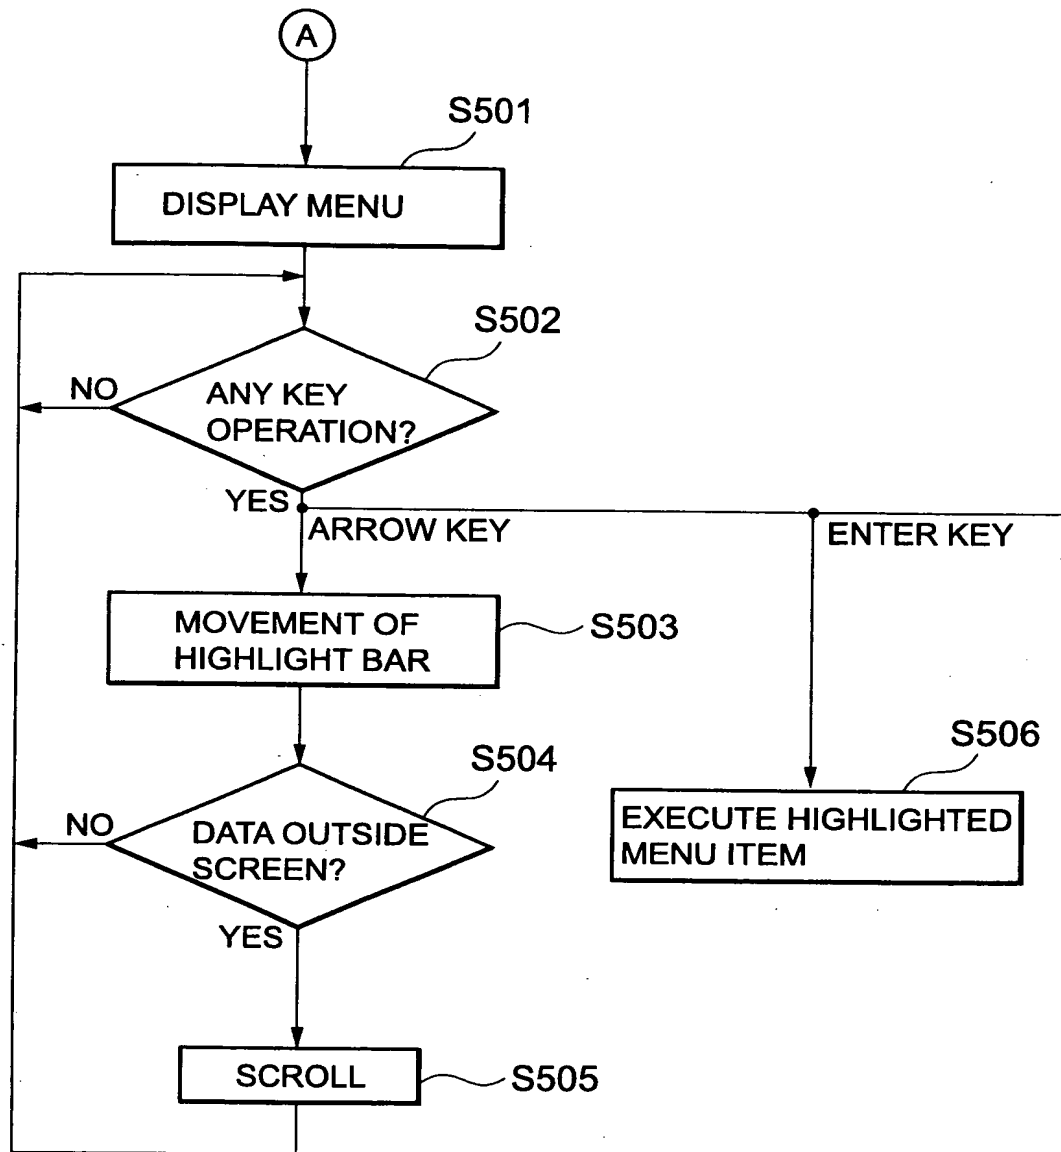 A
S501
DISPLAY MENU
S502
NO
ANY KEY
OPERATION?
YES
ARROW KEY
ENTER KEY
MOVEMENT OF
HIGHLIGHT BAR
S503
S504
S506
NO
DATA OUTSIDE
SCREEN?
EXECUTE HIGHLIGHTED
MENU ITEM
YES
SCROLL
S505